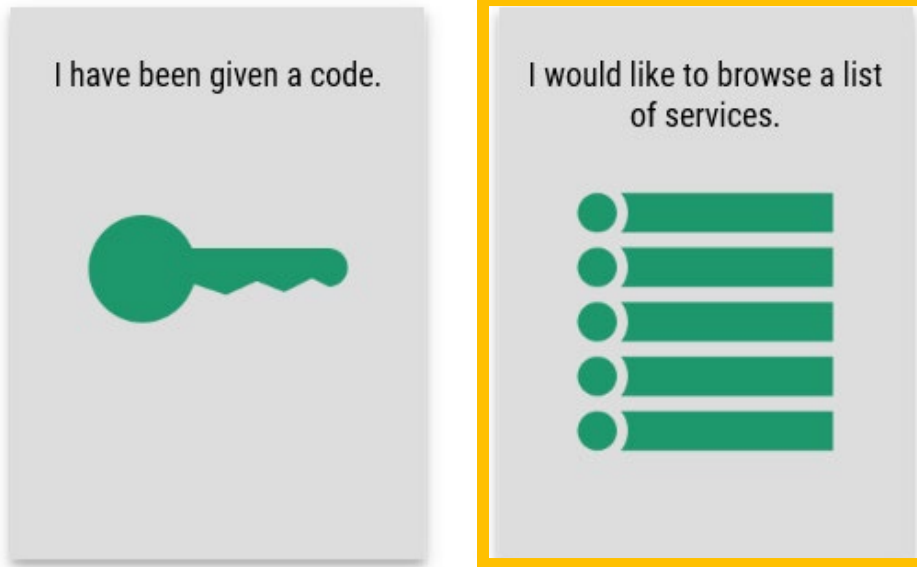 I have been given a code.
I would like to browse a list
of services.